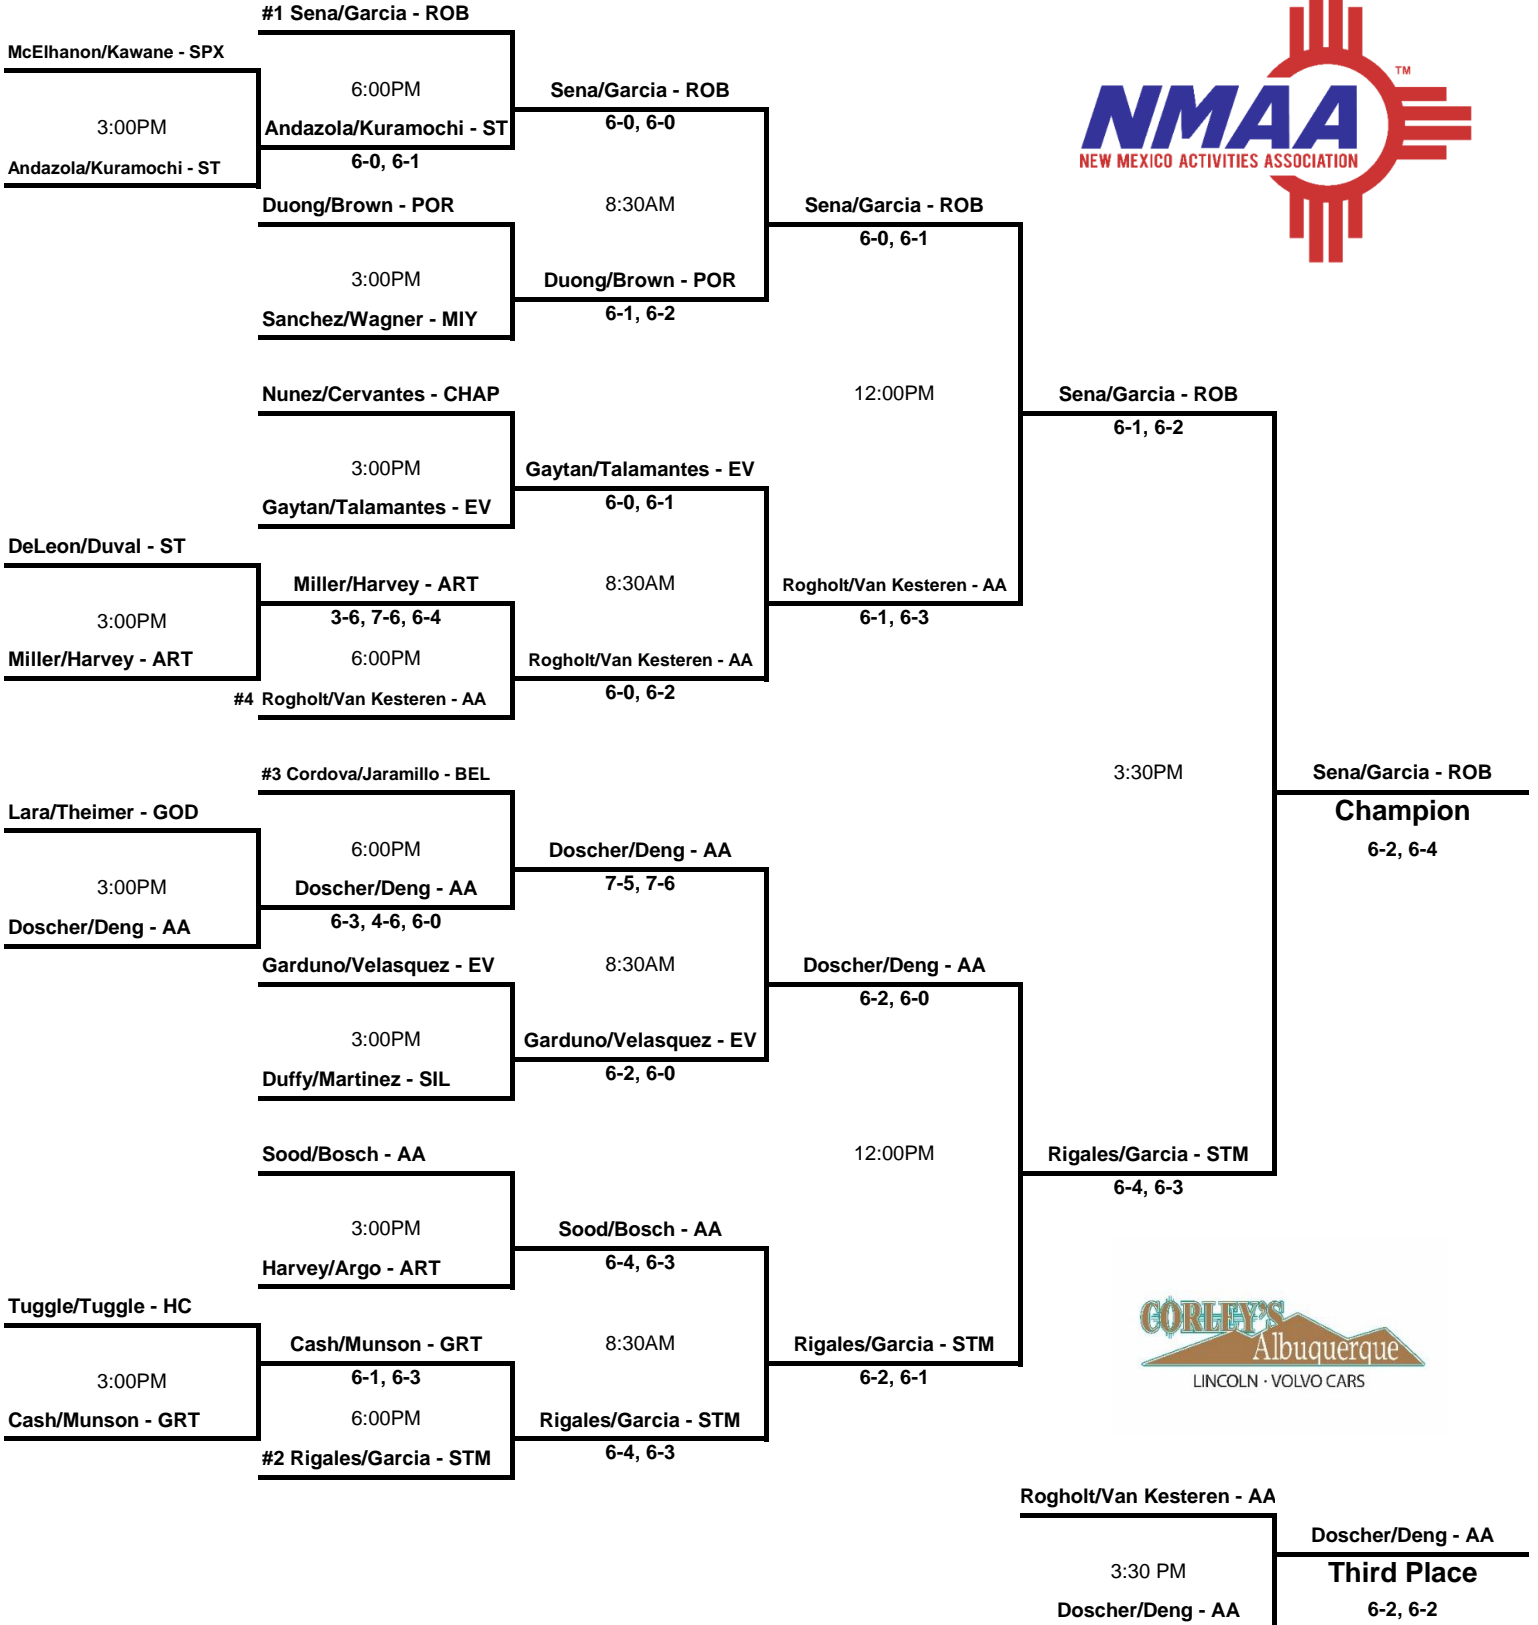 #1 Sena/Garcia - ROB
McElhanon/Kawane - SPX
6:00PM
Sena/Garcia - ROB
3:00PM
Andazola/Kuramochi - ST
6-0, 6-0
Andazola/Kuramochi - ST
6-0, 6-1
Duong/Brown - POR
8:30AM
Sena/Garcia - ROB
6-0, 6-1
3:00PM
Duong/Brown - POR
Sanchez/Wagner - MIY
6-1, 6-2
Nunez/Cervantes - CHAP
12:00PM
Sena/Garcia - ROB
6-1, 6-2
3:00PM
Gaytan/Talamantes - EV
Gaytan/Talamantes - EV
6-0, 6-1
DeLeon/Duval - ST
Miller/Harvey - ART
8:30AM
Rogholt/Van Kesteren - AA
3:00PM
3-6, 7-6, 6-4
6-1, 6-3
Miller/Harvey - ART
6:00PM
Rogholt/Van Kesteren - AA
#4 Rogholt/Van Kesteren - AA
6-0, 6-2
#3 Cordova/Jaramillo - BEL
3:30PM
Sena/Garcia - ROB
Lara/Theimer - GOD
Champion
6:00PM
Doscher/Deng - AA
6-2, 6-4
3:00PM
Doscher/Deng - AA
7-5, 7-6
Doscher/Deng - AA
6-3, 4-6, 6-0
Garduno/Velasquez - EV
8:30AM
Doscher/Deng - AA
6-2, 6-0
3:00PM
Garduno/Velasquez - EV
Duffy/Martinez - SIL
6-2, 6-0
Sood/Bosch - AA
12:00PM
Rigales/Garcia - STM
6-4, 6-3
3:00PM
Sood/Bosch - AA
Harvey/Argo - ART
6-4, 6-3
Tuggle/Tuggle - HC
Cash/Munson - GRT
8:30AM
Rigales/Garcia - STM
3:00PM
6-1, 6-3
6-2, 6-1
Cash/Munson - GRT
6:00PM
Rigales/Garcia - STM
#2 Rigales/Garcia - STM
6-4, 6-3
Rogholt/Van Kesteren - AA
Doscher/Deng - AA
3:30 PM
Third Place
Doscher/Deng - AA
6-2, 6-2
NMAA
TM
NEW MEXICO ACTIVITIES ASSOCIATION
CORLEY'S
Albuquerque
LINCOLN · VOLVO CARS